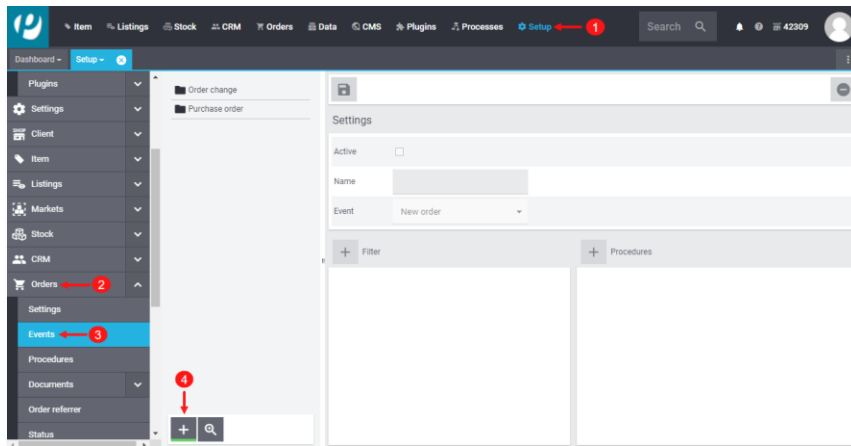 Item Listings Stock CRM Orders Data CMS Plugins Processes Setup 1 Search 42309
Dashboard Setup
Plugins
Settings
Client
Item
Listings
Markets
Stock
CRM
Orders 2
Settings
Events 3
Procedures
Documents
Order referrer
Status
Order change
Purchase order
4
Settings
Active
Name
Event New order
Filter
Procedures